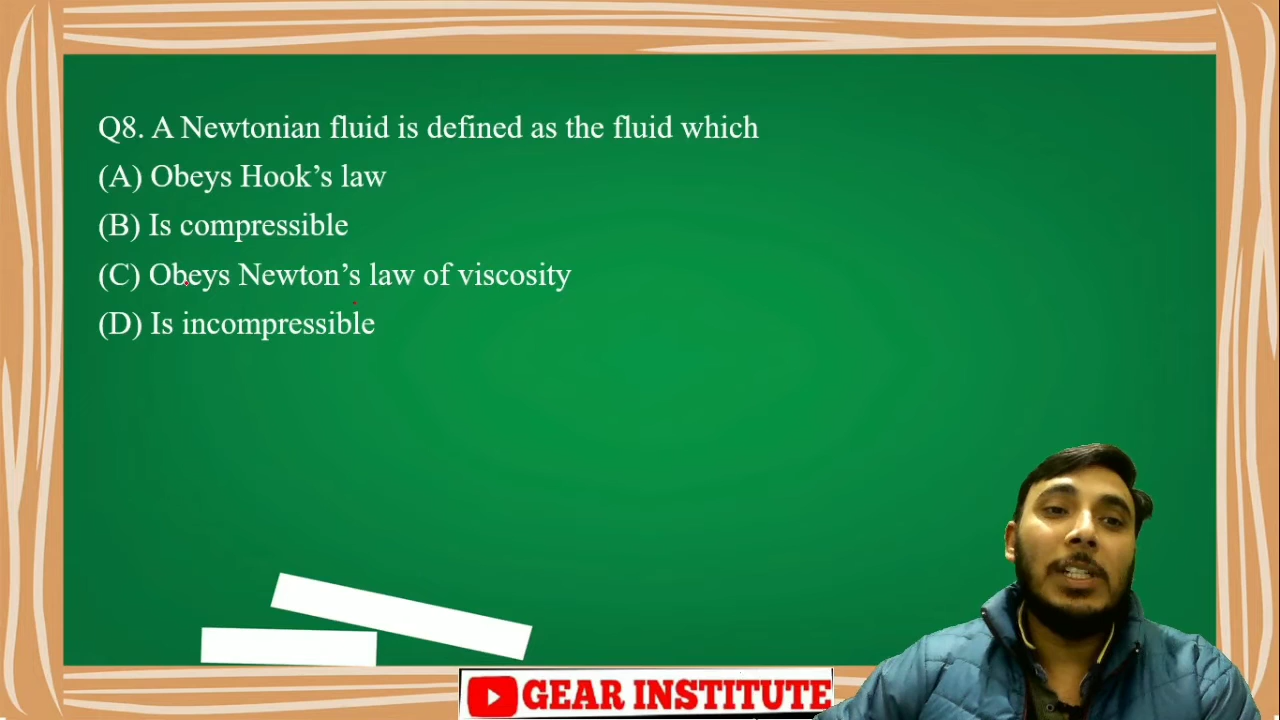 Q8. A Newtonian fluid is defined as the fluid which
(A) Obeys Hook’s law
(B) Is compressible
(C) Obeys Newton’s law of viscosity
(D) Is incompressible
GEAR INSTITUTE